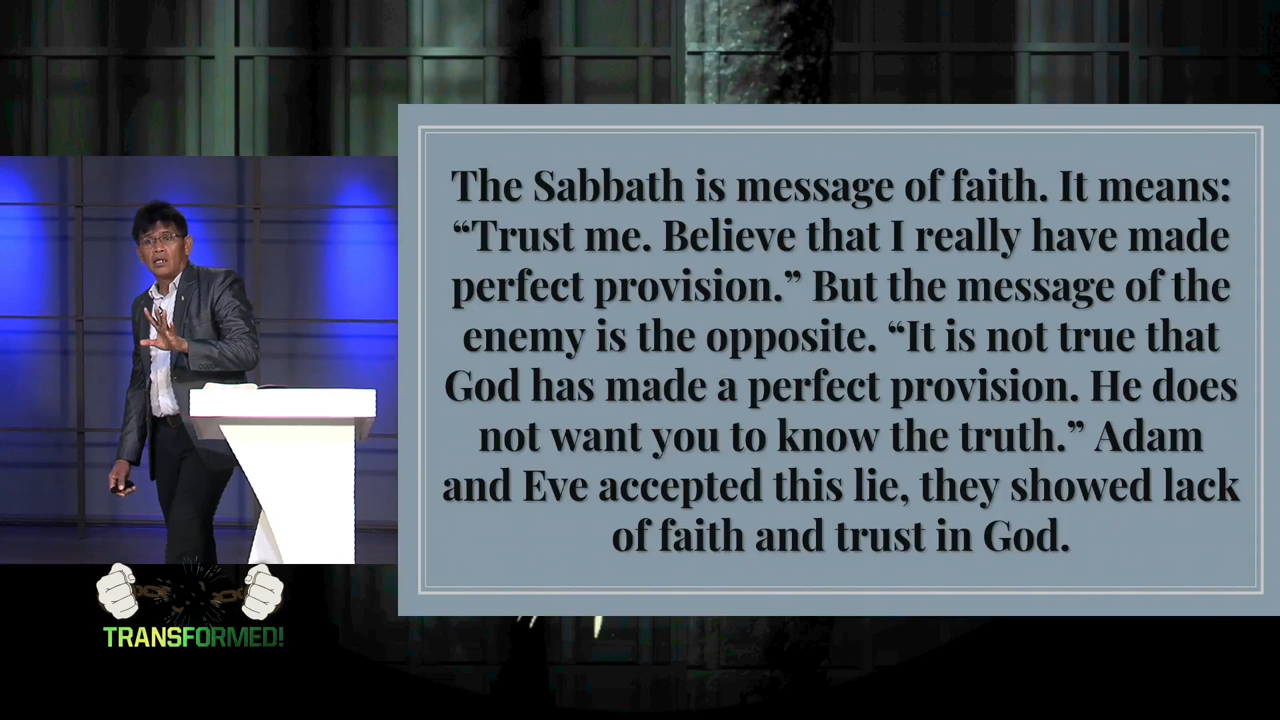 The Sabbath is message of faith. It means:
“Trust me. Believe that I really have made
perfect provision.” But the message of the
enemy is the opposite. “It is not true that
God has made a perfect provision. He does
not want you to know the truth.” Adam
and Eve accepted this lie, they showed lack
of faith and trust in God.
TRANSFORMED!